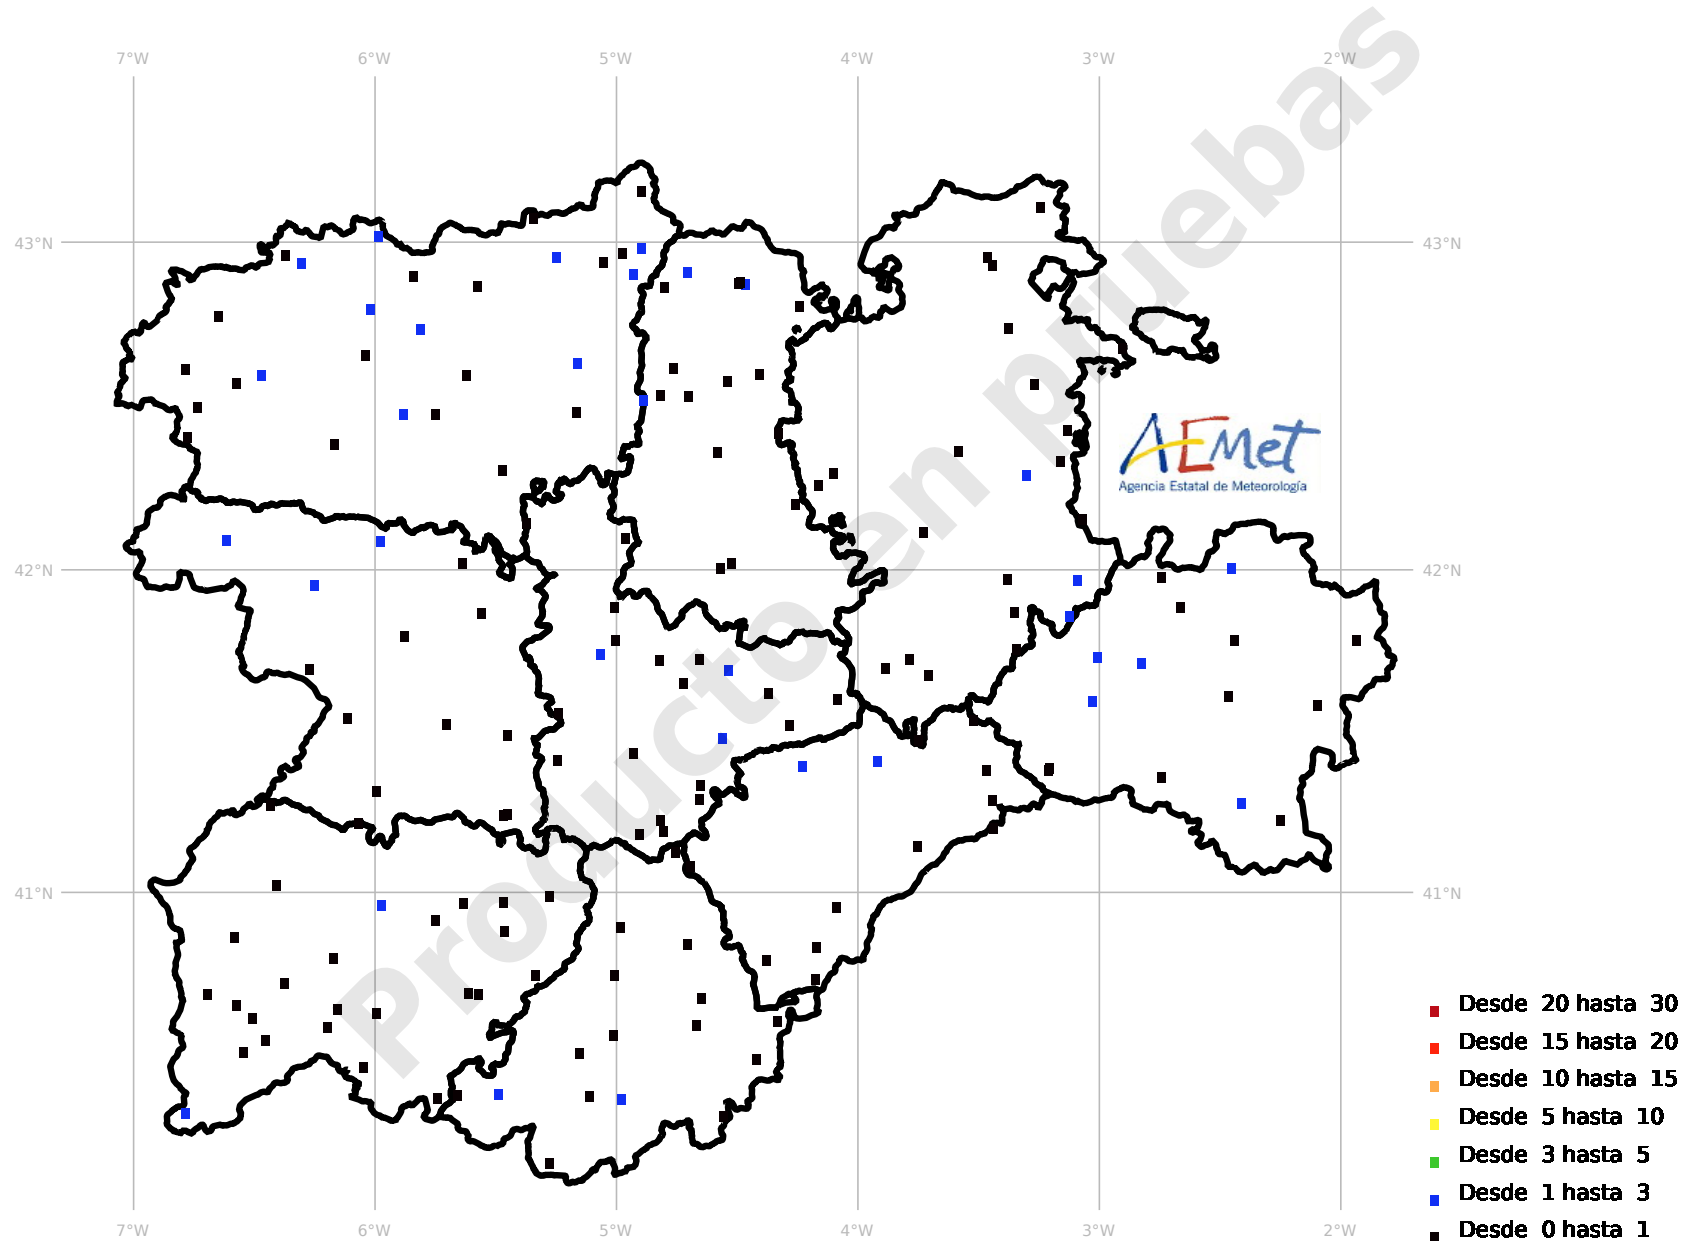 7°W 6°W 5°W 4°W 3°W 2°W
43°N 43°N
AEMet
Agencia Estatal de Meteorología
42°N 42°N
41°N 41°N
Producto en pruebas
Desde 20 hasta 30
Desde 15 hasta 20
Desde 10 hasta 15
Desde 5 hasta 10
Desde 3 hasta 5
Desde 1 hasta 3
Desde 0 hasta 1
7°W 6°W 5°W 4°W 3°W 2°W